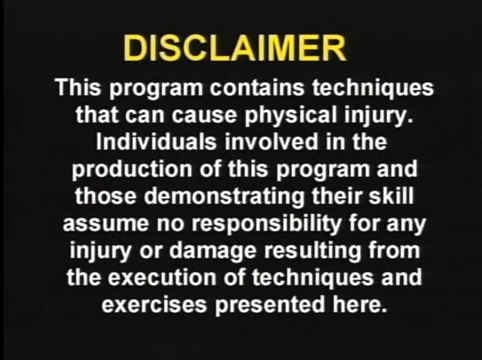 DISCLAIMER
This program contains techniques
that can cause physical injury.
Individuals involved in the
production of this program and
those demonstrating their skill
assume no responsibility for any
injury or damage resulting from
the execution of techniques and
exercises presented here.